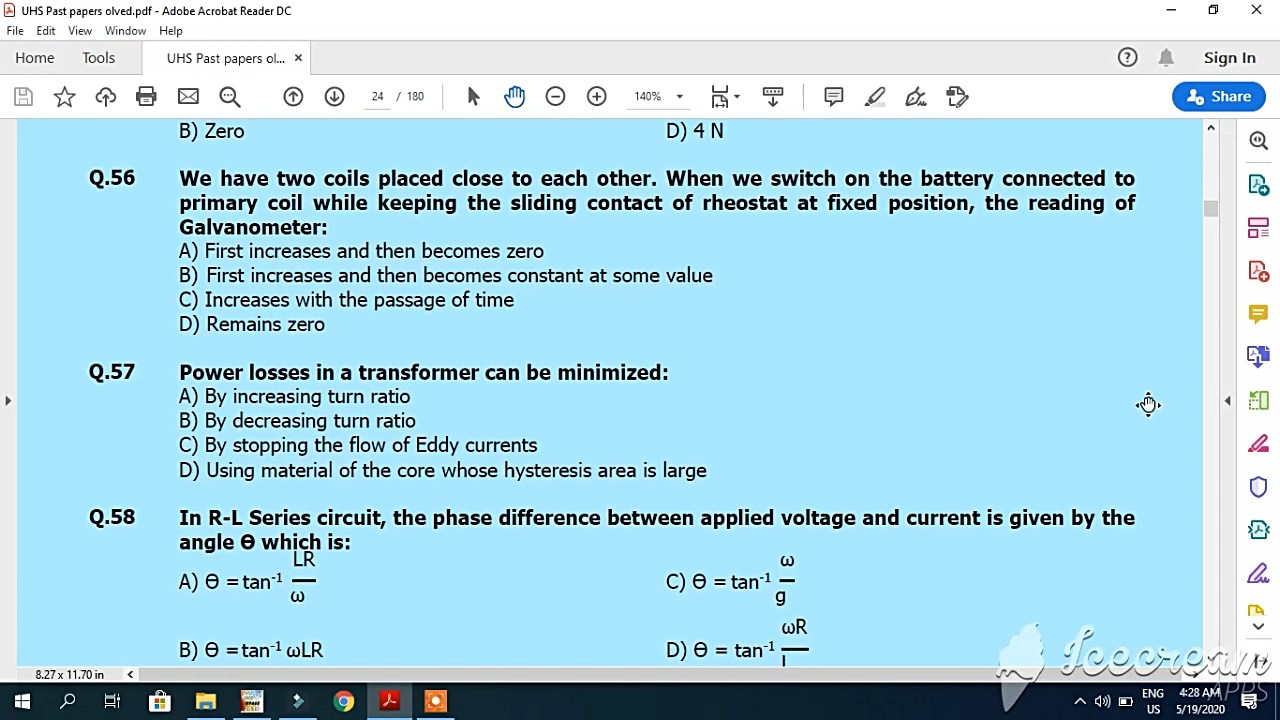 UHS Past papers olved.pdf - Adobe Acrobat Reader DC
File Edit View Window Help
Home Tools UHS Past papers ol... × Sign In
24 / 180 140% Share
B) Zero D) 4 N
Q.56 We have two coils placed close to each other. When we switch on the battery connected to
primary coil while keeping the sliding contact of rheostat at fixed position, the reading of
Galvanometer:
A) First increases and then becomes zero
B) First increases and then becomes constant at some value
C) Increases with the passage of time
D) Remains zero
Q.57 Power losses in a transformer can be minimized:
A) By increasing turn ratio
B) By decreasing turn ratio
C) By stopping the flow of Eddy currents
D) Using material of the core whose hysteresis area is large
Q.58 In R-L Series circuit, the phase difference between applied voltage and current is given by the
angle Ɵ which is:
A) Ɵ = tan⁻¹ LR/ω C) Ɵ = tan⁻¹ ω/g
B) Ɵ = tan⁻¹ ωLR D) Ɵ = tan⁻¹ ωR
Icecream
APPS
8.27 x 11.70 in
ENG 4:28 AM
US 5/19/2020